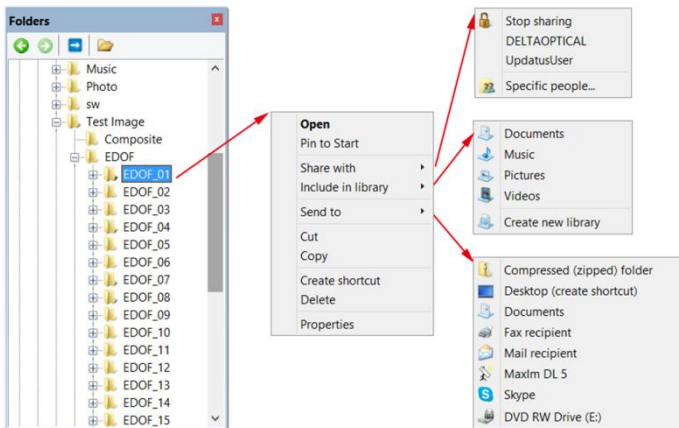 Folders
Music
Photo
sw
Test Image
Composite
EDOF
EDOF_01
EDOF_02
EDOF_03
EDOF_04
EDOF_05
EDOF_06
EDOF_07
EDOF_08
EDOF_09
EDOF_10
EDOF_11
EDOF_12
EDOF_13
EDOF_14
EDOF_15
Open
Pin to Start
Share with
Include in library
Send to
Cut
Copy
Create shortcut
Delete
Properties
Stop sharing
DELTAOPTICAL
UpdatusUser
Specific people...
Documents
Music
Pictures
Videos
Create new library
Compressed (zipped) folder
Desktop (create shortcut)
Documents
Fax recipient
Mail recipient
MaxIm DL 5
Skype
DVD RW Drive (E:)